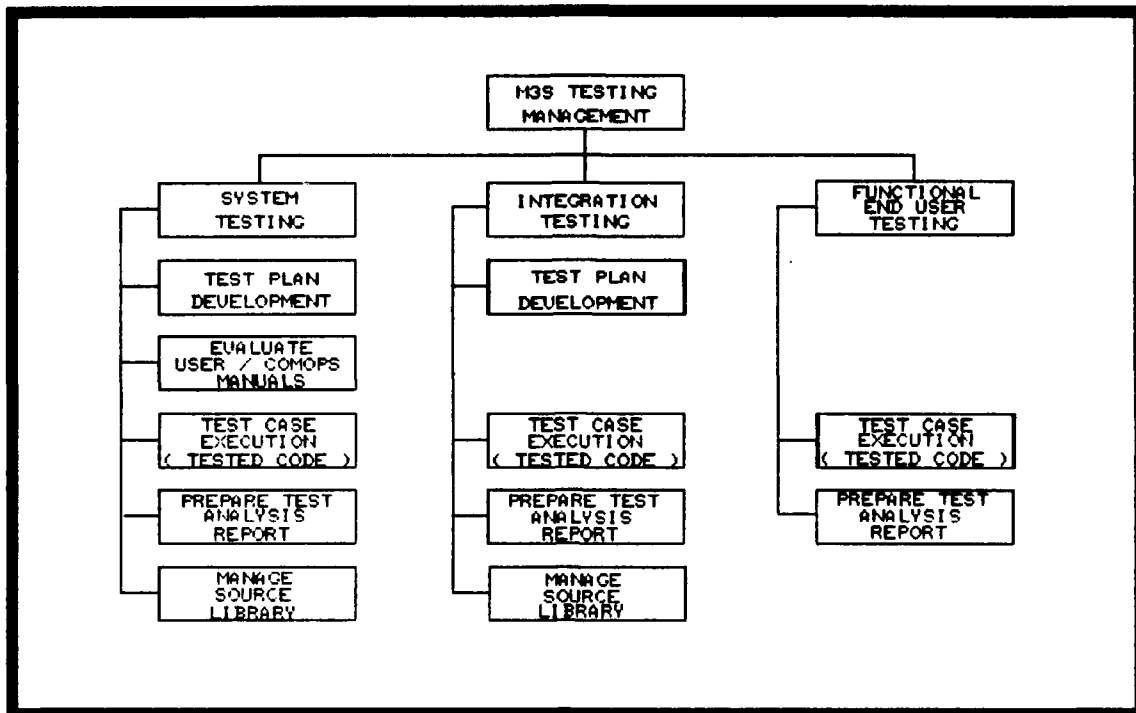 M3S TESTING
MANAGEMENT
SYSTEM
TESTING
TEST PLAN
DEVELOPMENT
EVALUATE
USER / COMOPS
MANUALS
TEST CASE
EXECUTION
( TESTED CODE )
PREPARE TEST
ANALYSIS
REPORT
MANAGE
SOURCE
LIBRARY
INTEGRATION
TESTING
TEST PLAN
DEVELOPMENT
TEST CASE
EXECUTION
( TESTED CODE )
PREPARE TEST
ANALYSIS
REPORT
MANAGE
SOURCE
LIBRARY
FUNCTIONAL
END USER
TESTING
TEST CASE
EXECUTION
( TESTED CODE )
PREPARE TEST
ANALYSIS
REPORT